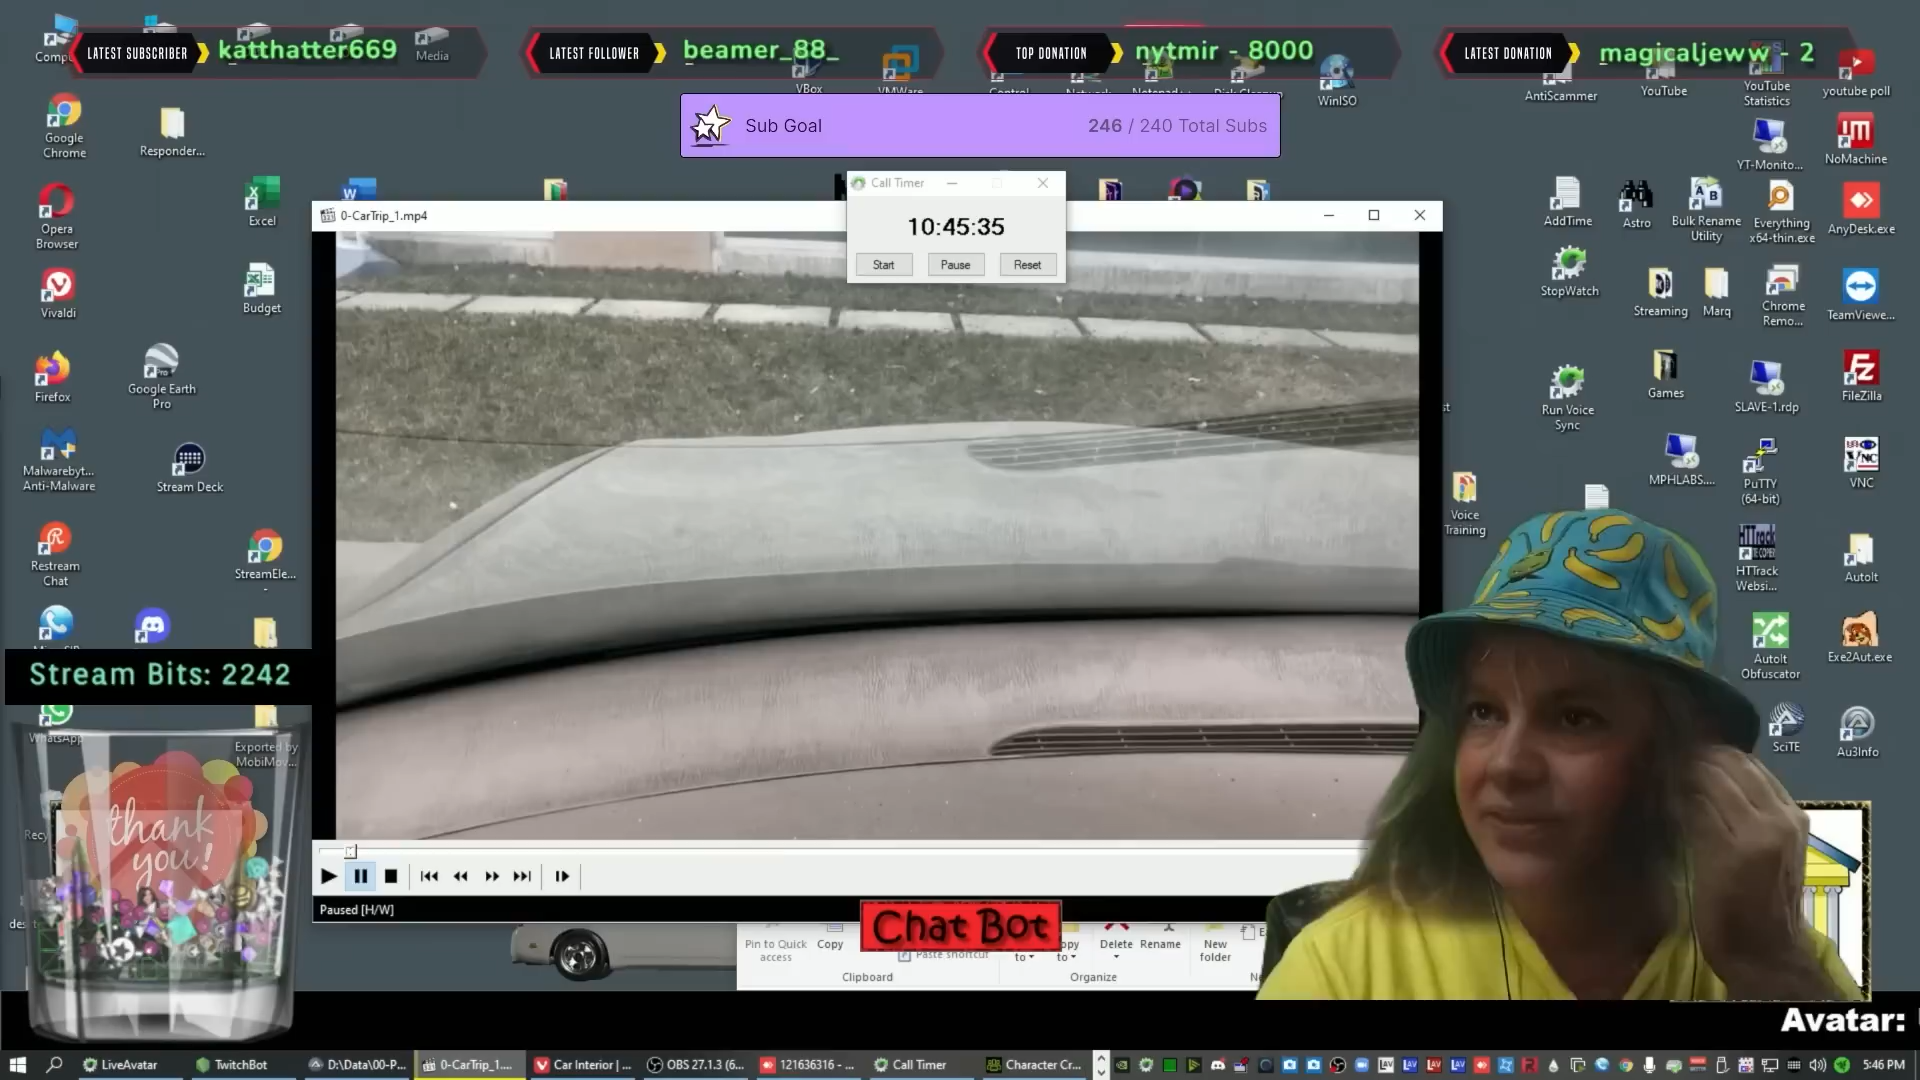 LATEST SUBSCRIBER
katthatter669
LATEST FOLLOWER
beamer_88_
TOP DONATION
nytmir - 8000
LATEST DONATION
magicaljeww - 2
Media
VBox
VMWare
WinISO
AntiScammer
YouTube
YouTube
Statistics
youtube poll
Sub Goal
246 / 240 Total Subs
Google
Chrome
Responder...
YT-Monito...
NoMachine
Call Timer
10:45:35
Start
Pause
Reset
Opera
Browser
Excel
0-CarTrip_1.mp4
AddTime
Astro
Bulk Rename
Utility
Everything
x64-thin.exe
AnyDesk.exe
Vivaldi
Budget
StopWatch
Streaming
Marq
Chrome
Remo...
TeamViewe...
Firefox
Google Earth
Pro
Run Voice
Sync
Games
SLAVE-1.rdp
FileZilla
Malwarebyt...
Anti-Malware
Stream Deck
Voice
Training
MPHLABS....
PuTTY
(64-bit)
VNC
Restream
Chat
StreamEle...
HTTrack
Websi...
AutoIt
AutoIt
Obfuscator
Exe2Aut.exe
Stream Bits: 2242
WhatsApp
Exported by
MobiMov...
SciTE
Au3Info
thank
you!
Paused [H/W]
Chat Bot
Pin to Quick
access
Copy
Paste shortcut
Clipboard
to
to
Delete
Rename
Organize
New
folder
Avatar:
LiveAvatar
TwitchBot
D:\Data\00-P...
0-CarTrip_1....
Car Interior | ...
OBS 27.1.3 (6...
121636316 - ...
Call Timer
Character Cr...
5:46 PM